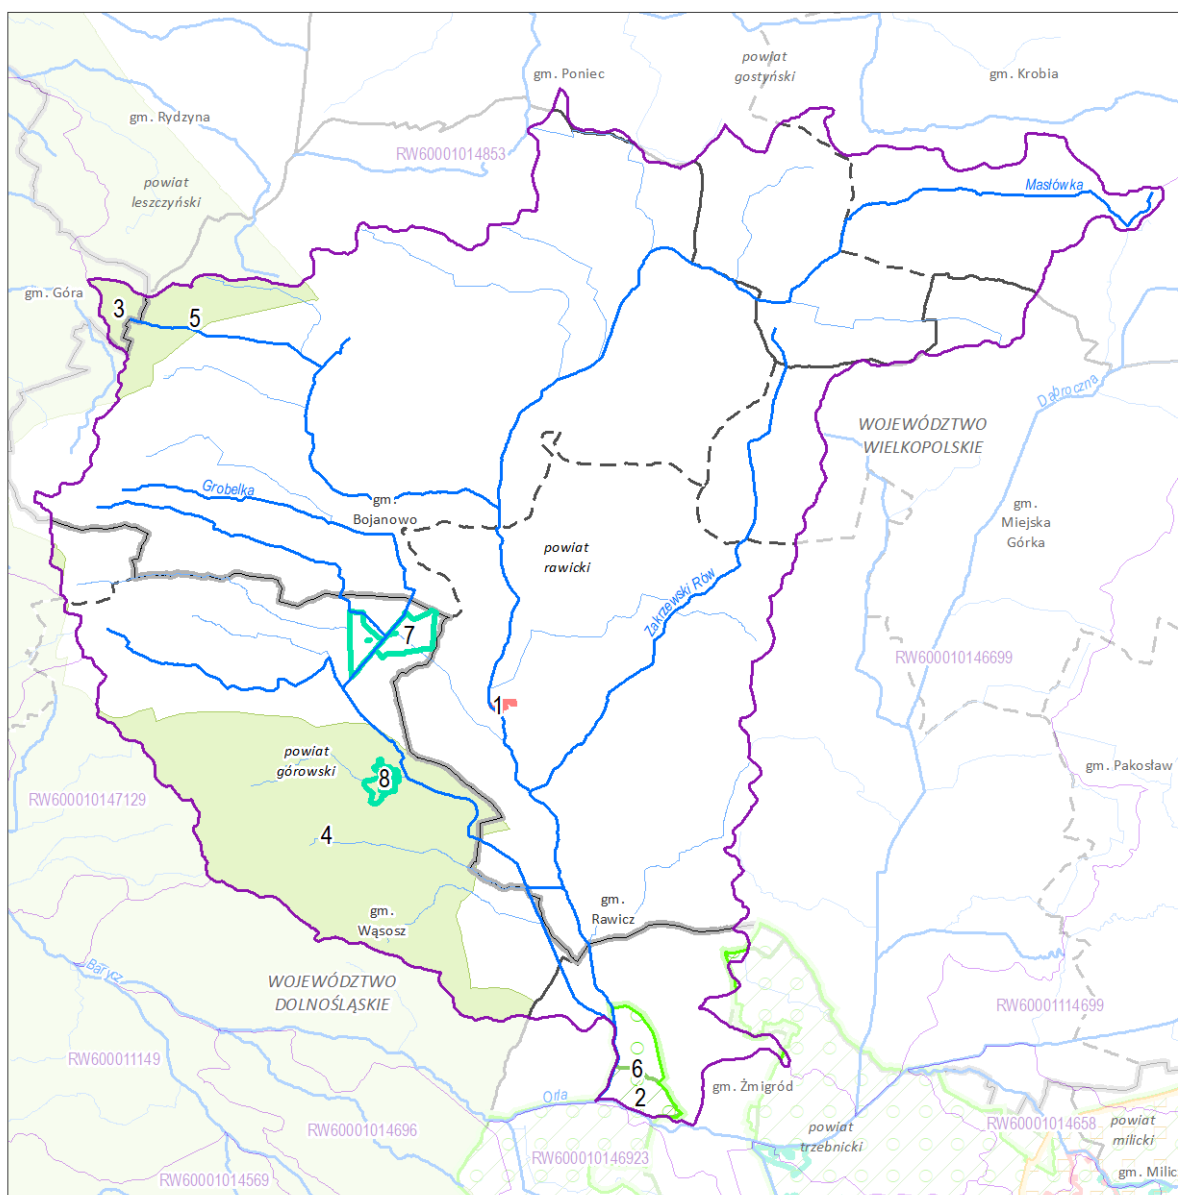 powiat
gostyński
gm. Poniec
gm. Krobia
gm. Rydzyna
RW60001014853
powiat
leszczyński
Masłówka
gm. Góra
3
5
Dąbroczna
WOJEWÓDZTWO
WIELKOPOLSKIE
Grobelka
gm.
Bojanowo
gm.
Miejska
Górka
powiat
rawicki
Zakrzewski Rów
7
RW600010146699
1
powiat
górowski
8
gm. Pakosław
RW600010147129
4
gm.
Rawicz
gm.
Wąsosz
Barycz
WOJEWÓDZTWO
DOLNOŚLĄSKIE
RW60001114699
RW600011149
6
gm. Żmigród
2
Orla
RW60001014696
powiat
trzebnicki
RW60001014658
powiat
milicki
RW600010146923
gm. Milic
RW60001014569